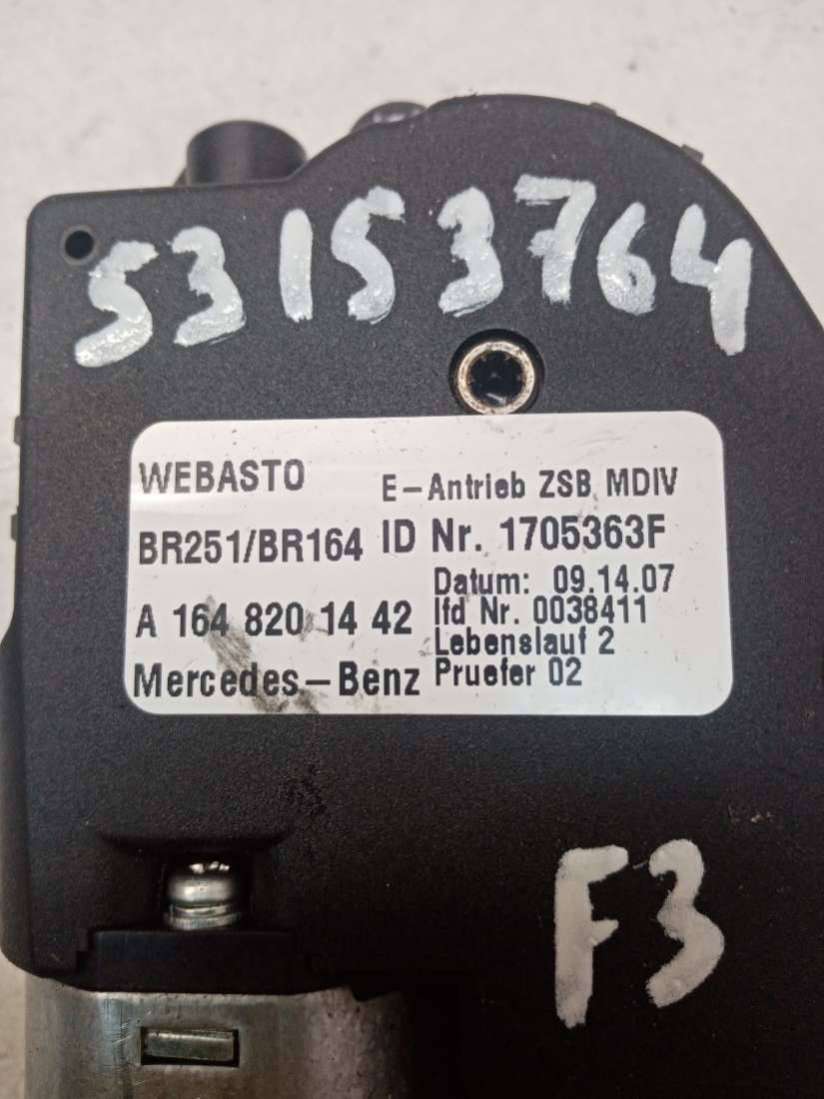 53153764
WEBASTO
E-Antrieb ZSB MDIV
BR251/BR164
ID Nr. 1705363F
Datum: 09.14.07
A 164 820 14 42
lfd Nr. 0038411
Lebenslauf 2
Mercedes-Benz
Pruefer 02
F3